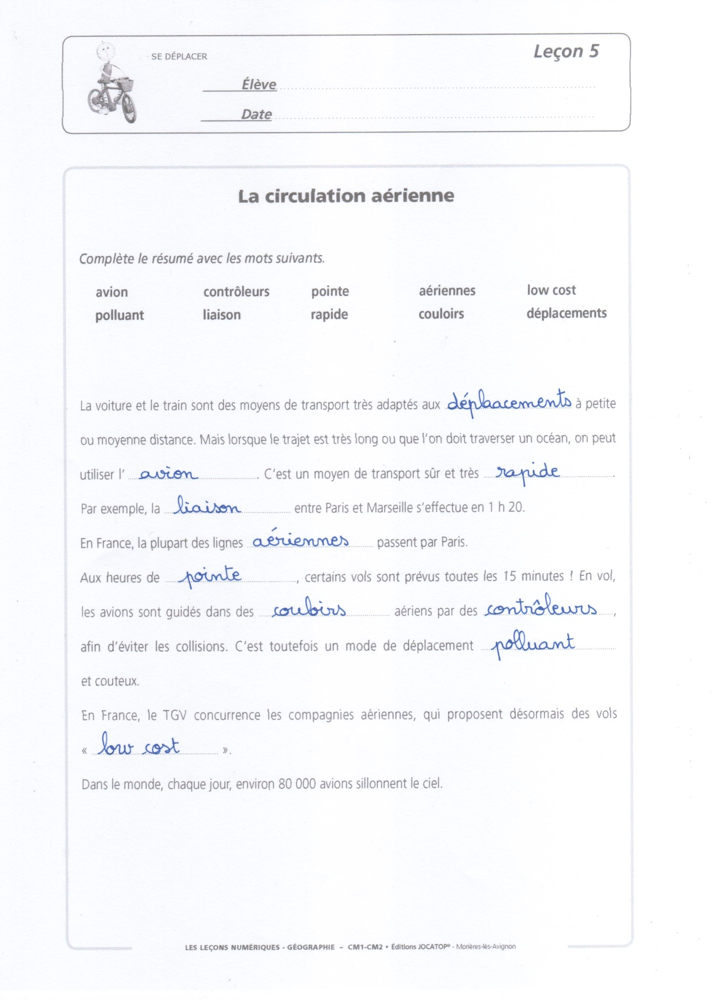 SE DÉPLACER
Leçon 5
Élève
Date
La circulation aérienne
Complète le résumé avec les mots suivants.
avion contrôleurs pointe aériennes low cost
polluant liaison rapide couloirs déplacements
La voiture et le train sont des moyens de transport très adaptés aux déplaacements à petite
ou moyenne distance. Mais lorsque le trajet est très long ou que l'on doit traverser un océan, on peut
utiliser l' avion. C'est un moyen de transport sûr et très rapide.
Par exemple, la liaison entre Paris et Marseille s'effectue en 1 h 20.
En France, la plupart des lignes aériennes passent par Paris.
Aux heures de pointe, certains vols sont prévus toutes les 15 minutes ! En vol,
les avions sont guidés dans des couloirs aériens par des contrôleurs,
afin d'éviter les collisions. C'est toutefois un mode de déplacement polluant
et couteux.
En France, le TGV concurrence les compagnies aériennes, qui proposent désormais des vols
« low cost ».
Dans le monde, chaque jour, environ 80 000 avions sillonnent le ciel.
LES LEÇONS NUMÉRIQUES - GÉOGRAPHIE – CM1-CM2 • Éditions JOCATOP® - Morières-lès-Avignon